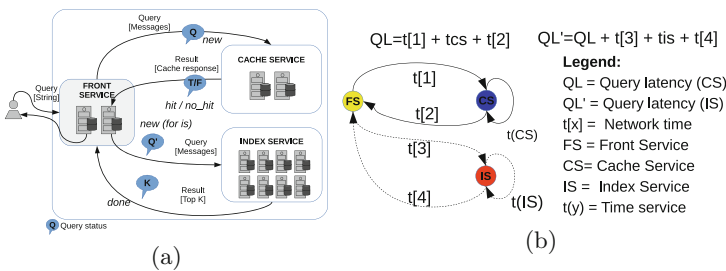 Query
[Messages]
Q
new
Result
[Cache response]
CACHE SERVICE
Query
[String]
FRONT
SERVICE
T/F
hit / no_hit
new (for is)
Q'
Query
[Messages]
INDEX SERVICE
K
Result
[Top K]
done
Q Query status
(a)
QL=t[1] + tcs + t[2]
QL'=QL + t[3] + tis + t[4]
t[1]
FS
CS
t[2]
t(CS)
t[3]
IS
t[4]
t(IS)
Legend:
QL = Query latency (CS)
QL' = Query latency (IS)
t[x] = Network time
FS = Front Service
CS= Cache Service
IS = Index Service
t(y) = Time service
(b)